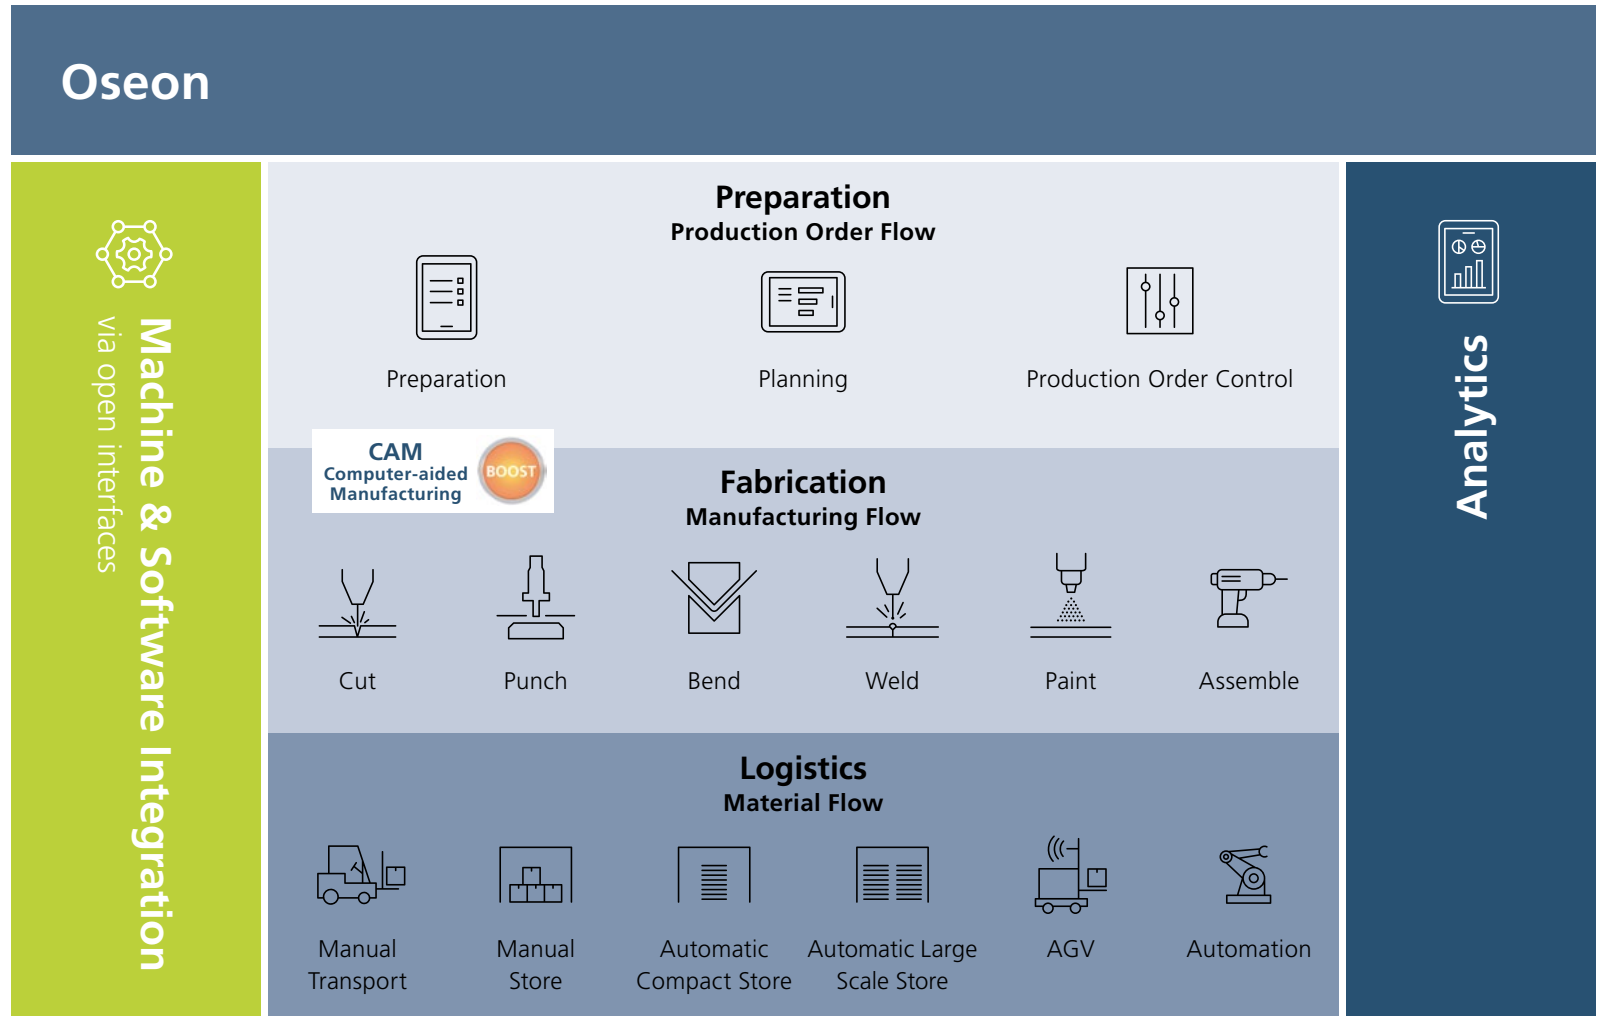 Oseon
Machine & Software Integration
via open interfaces
Preparation
Production Order Flow
Preparation
Planning
Production Order Control
CAM
Computer-aided
Manufacturing
BOOST
Fabrication
Manufacturing Flow
Cut
Punch
Bend
Weld
Paint
Assemble
Logistics
Material Flow
Manual
Transport
Manual
Store
Automatic
Compact Store
Automatic Large
Scale Store
AGV
Automation
Analytics